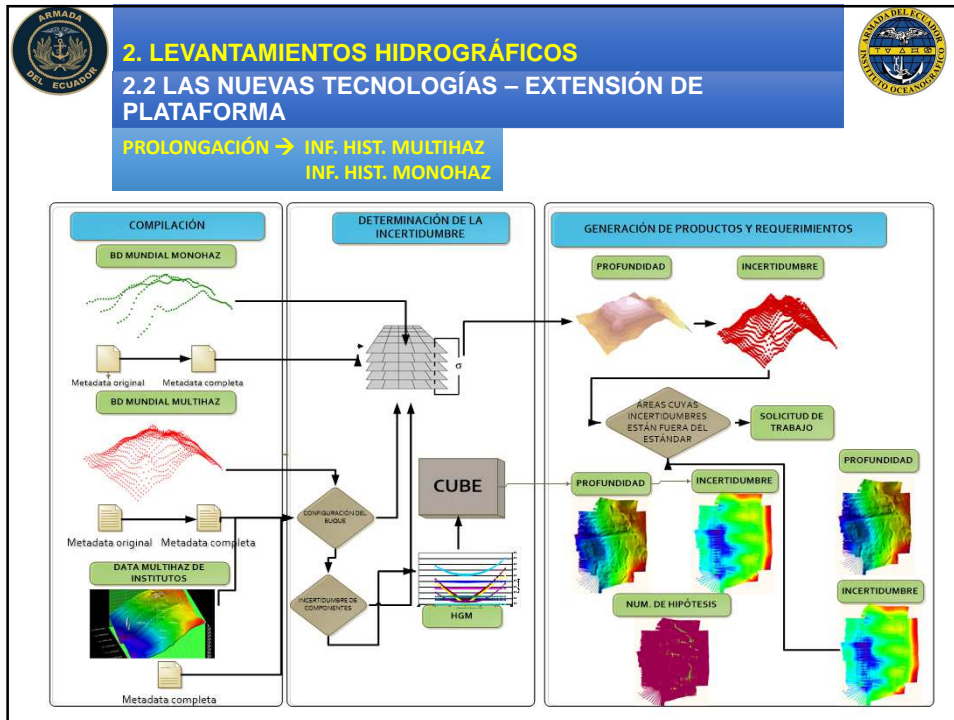 ARMADA
DEL ECUADOR
ARMADA DEL ECUADOR
INSTITUTO OCEANOGRÁFICO
2. LEVANTAMIENTOS HIDROGRÁFICOS
2.2 LAS NUEVAS TECNOLOGÍAS – EXTENSIÓN DE
PLATAFORMA
PROLONGACIÓN → INF. HIST. MULTIHAZ
INF. HIST. MONOHAZ
COMPILACIÓN
BD MUNDIAL MONOHAZ
Metadata original
Metadata completa
BD MUNDIAL MULTIHAZ
Metadata original
Metadata completa
DATA MULTIHAZ DE
INSTITUTOS
Metadata completa
DETERMINACIÓN DE LA
INCERTIDUMBRE
σ
CONFIGURACIÓN DEL
BUQUE
INCERTIDUMBRE DE
COMPONENTES
CUBE
HGM
GENERACIÓN DE PRODUCTOS Y REQUERIMIENTOS
PROFUNDIDAD
INCERTIDUMBRE
ÁREAS CUYAS
INCERTIDUMBRES
ESTÁN FUERA DEL
ESTÁNDAR
SOLICITUD DE
TRABAJO
PROFUNDIDAD
INCERTIDUMBRE
NUM. DE HIPÓTESIS
PROFUNDIDAD
INCERTIDUMBRE